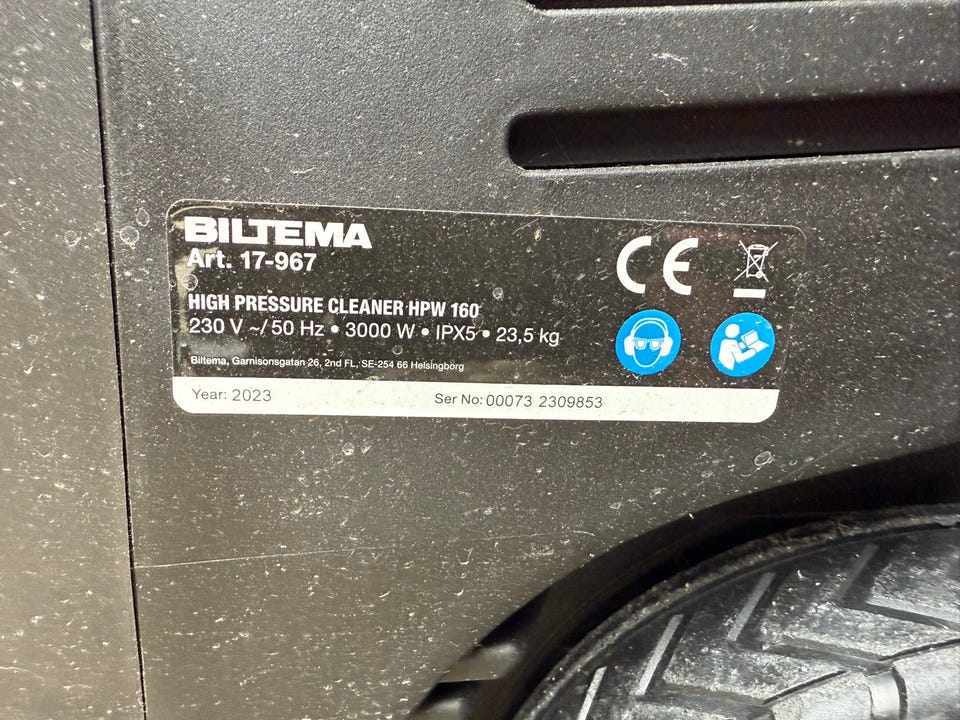 BILTEMA
Art. 17-967
CE
HIGH PRESSURE CLEANER HPW 160
230 V ~/ 50 Hz • 3000 W • IPX5 • 23,5 kg
Biltema, Garnisonsgatan 26, 2nd FL, SE-254 66 Helsingborg
Year: 2023 Ser No: 00073 2309853